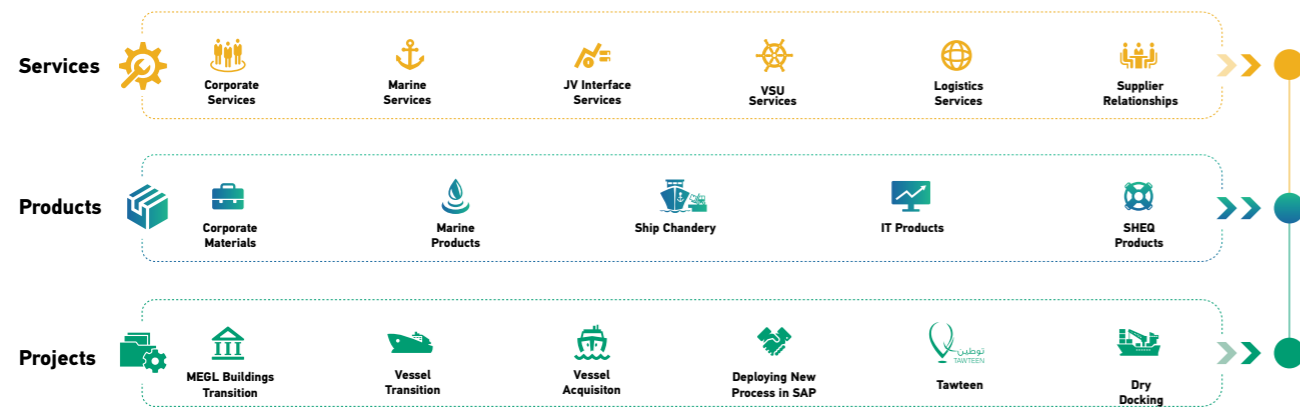 Services
Corporate
Services
Marine
Services
JV Interface
Services
VSU
Services
Logistics
Services
Supplier
Relationships
Products
Corporate
Materials
Marine
Products
Ship Chandery
IT Products
SHEQ
Products
Projects
MEGL Buildings
Transition
Vessel
Transition
Vessel
Acquisiton
Deploying New
Process in SAP
توطين
TAWTEEN
Tawteen
Dry
Docking